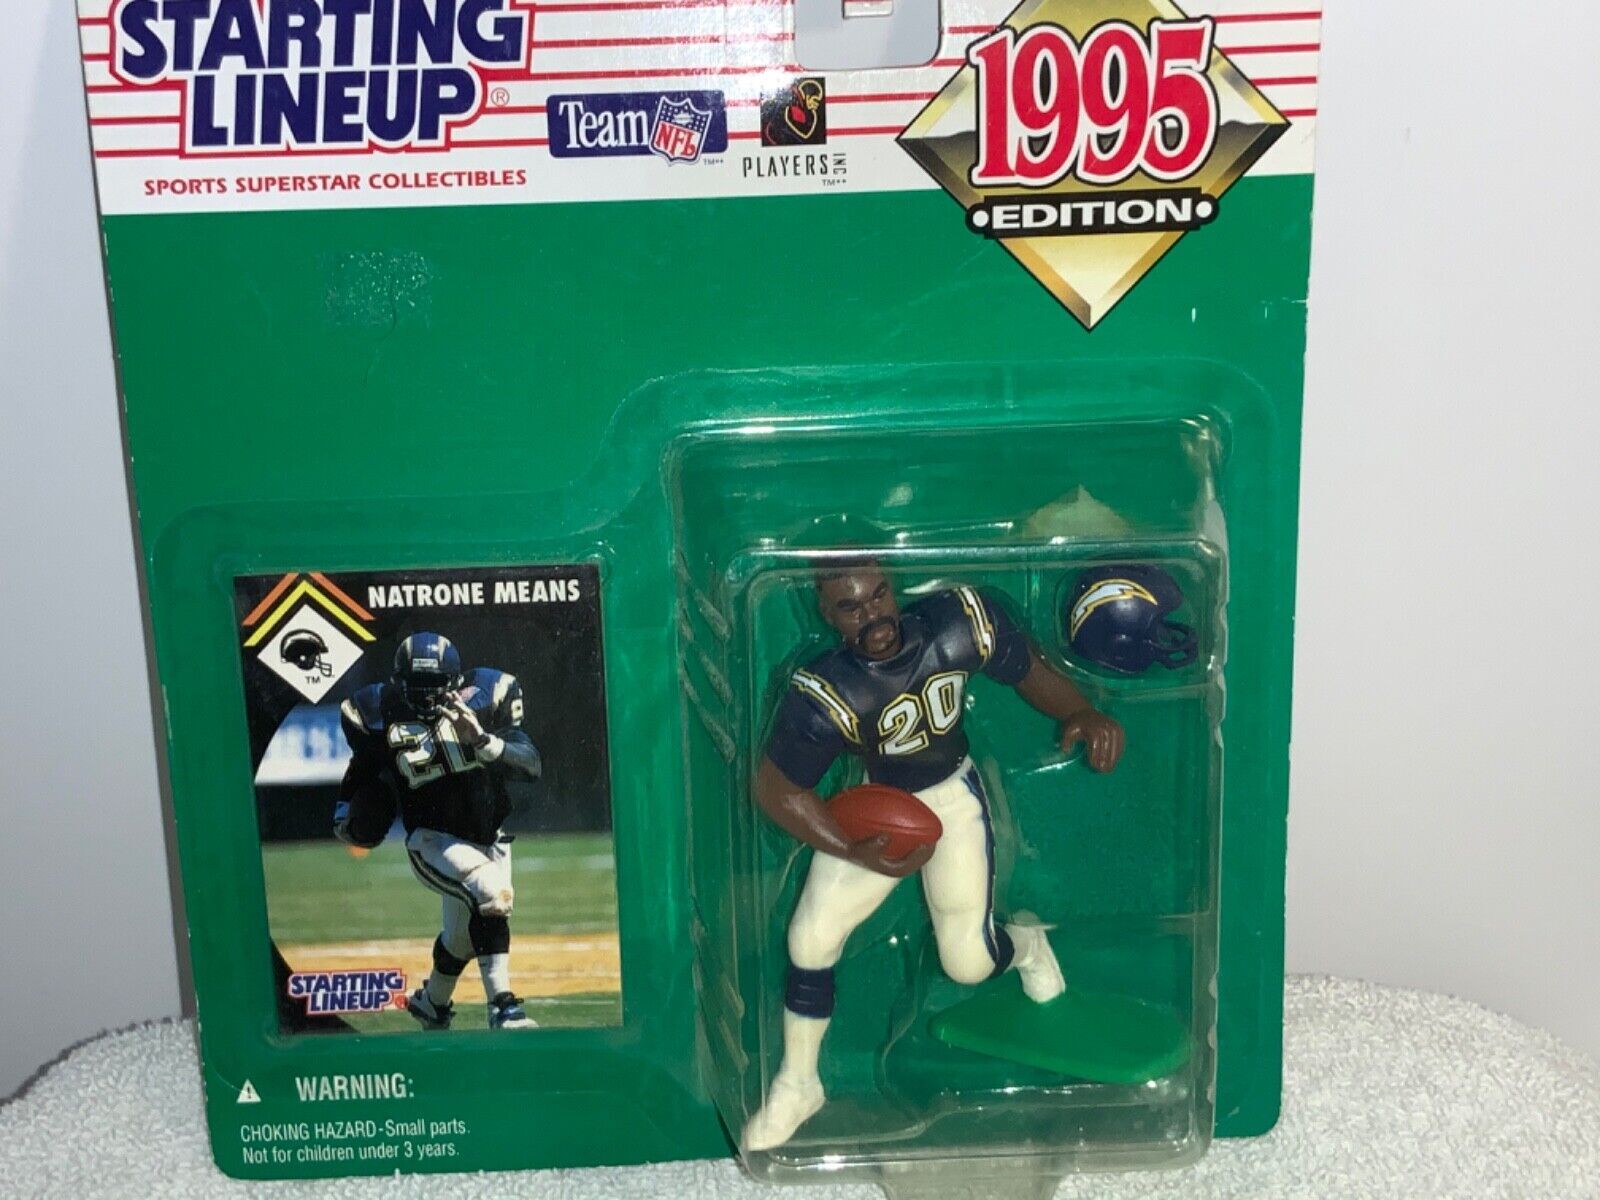 STARTING
LINEUP®
SPORTS SUPERSTAR COLLECTIBLES
Team NFL
PLAYERS INC
1995
•EDITION•
NATRONE MEANS
TM
20
20
STARTING
LINEUP®
WARNING:
CHOKING HAZARD-Small parts.
Not for children under 3 years.